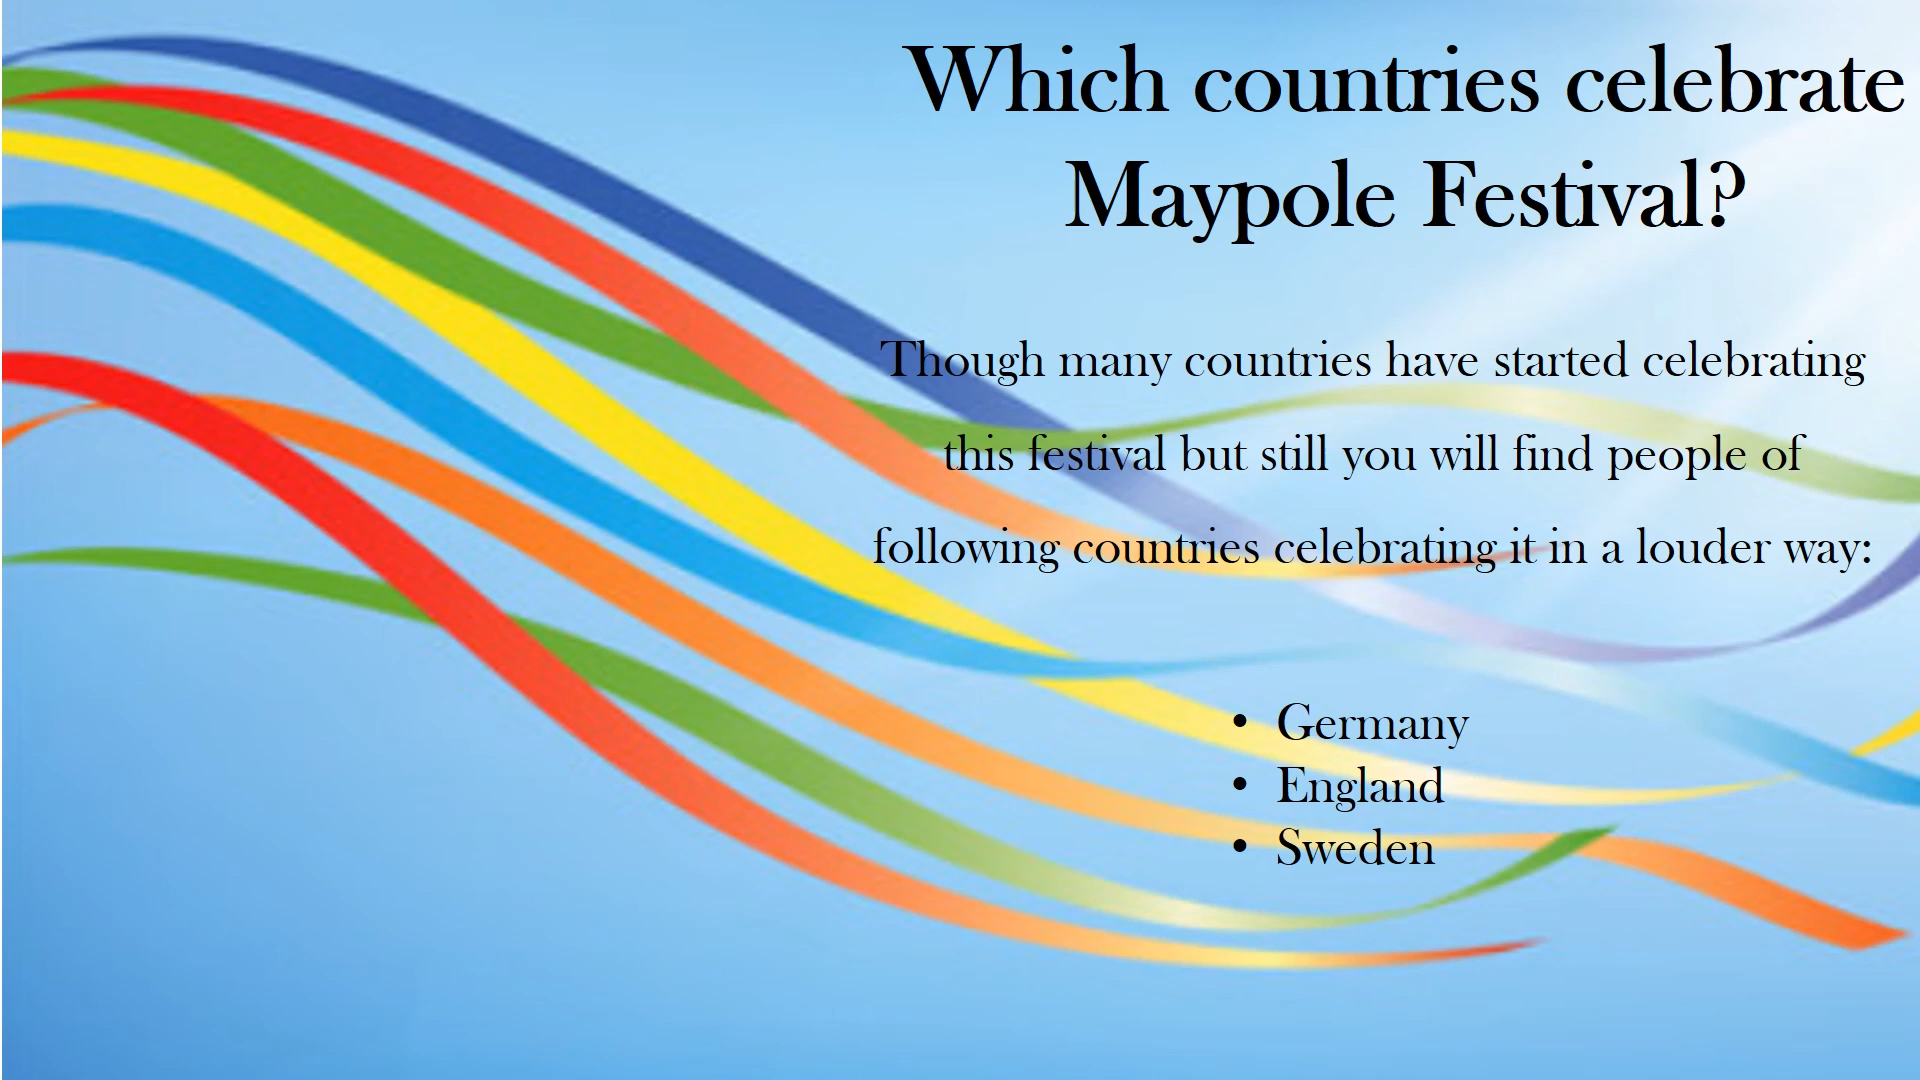 Which countries celebrate
Maypole Festival?
Though many countries have started celebrating
this festival but still you will find people of
following countries celebrating it in a louder way:
• Germany
• England
• Sweden